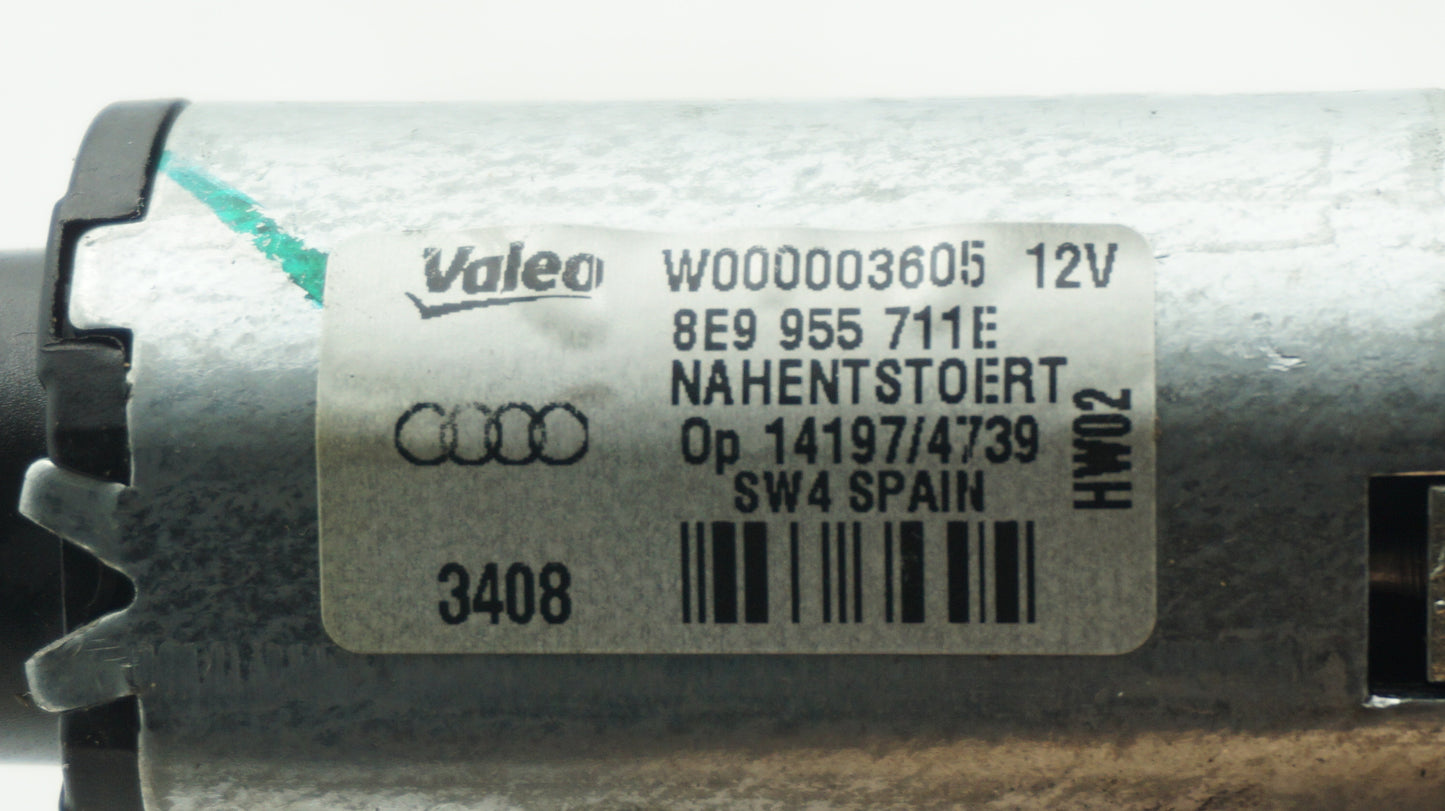 Valeo W000003605 12V
8E9 955 711E
NAHENTSTOERT
Op 14197/4739
SW4 SPAIN
HW02
3408